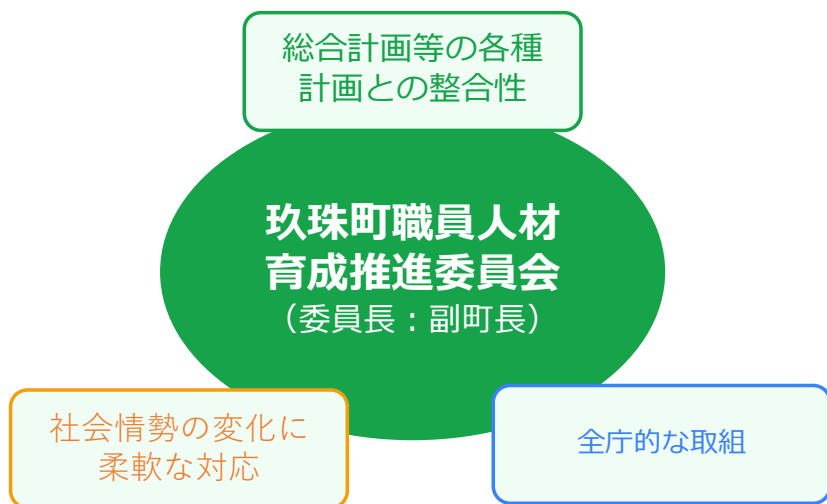 総合計画等の各種
計画との整合性
玖珠町職員人材
育成推進委員会
（委員長：副町長）
社会情勢の変化に
柔軟な対応
全庁的な取組